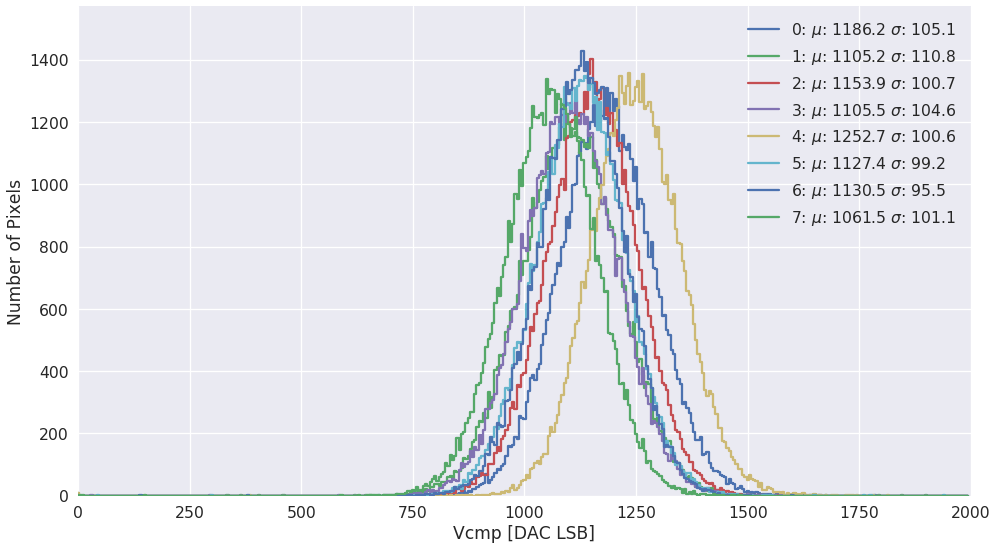 0: μ: 1186.2 σ: 105.1
1: μ: 1105.2 σ: 110.8
2: μ: 1153.9 σ: 100.7
3: μ: 1105.5 σ: 104.6
4: μ: 1252.7 σ: 100.6
5: μ: 1127.4 σ: 99.2
6: μ: 1130.5 σ: 95.5
7: μ: 1061.5 σ: 101.1
Number of Pixels
1400
1200
1000
800
600
400
200
0
0 250 500 750 1000 1250 1500 1750 2000
Vcmp [DAC LSB]